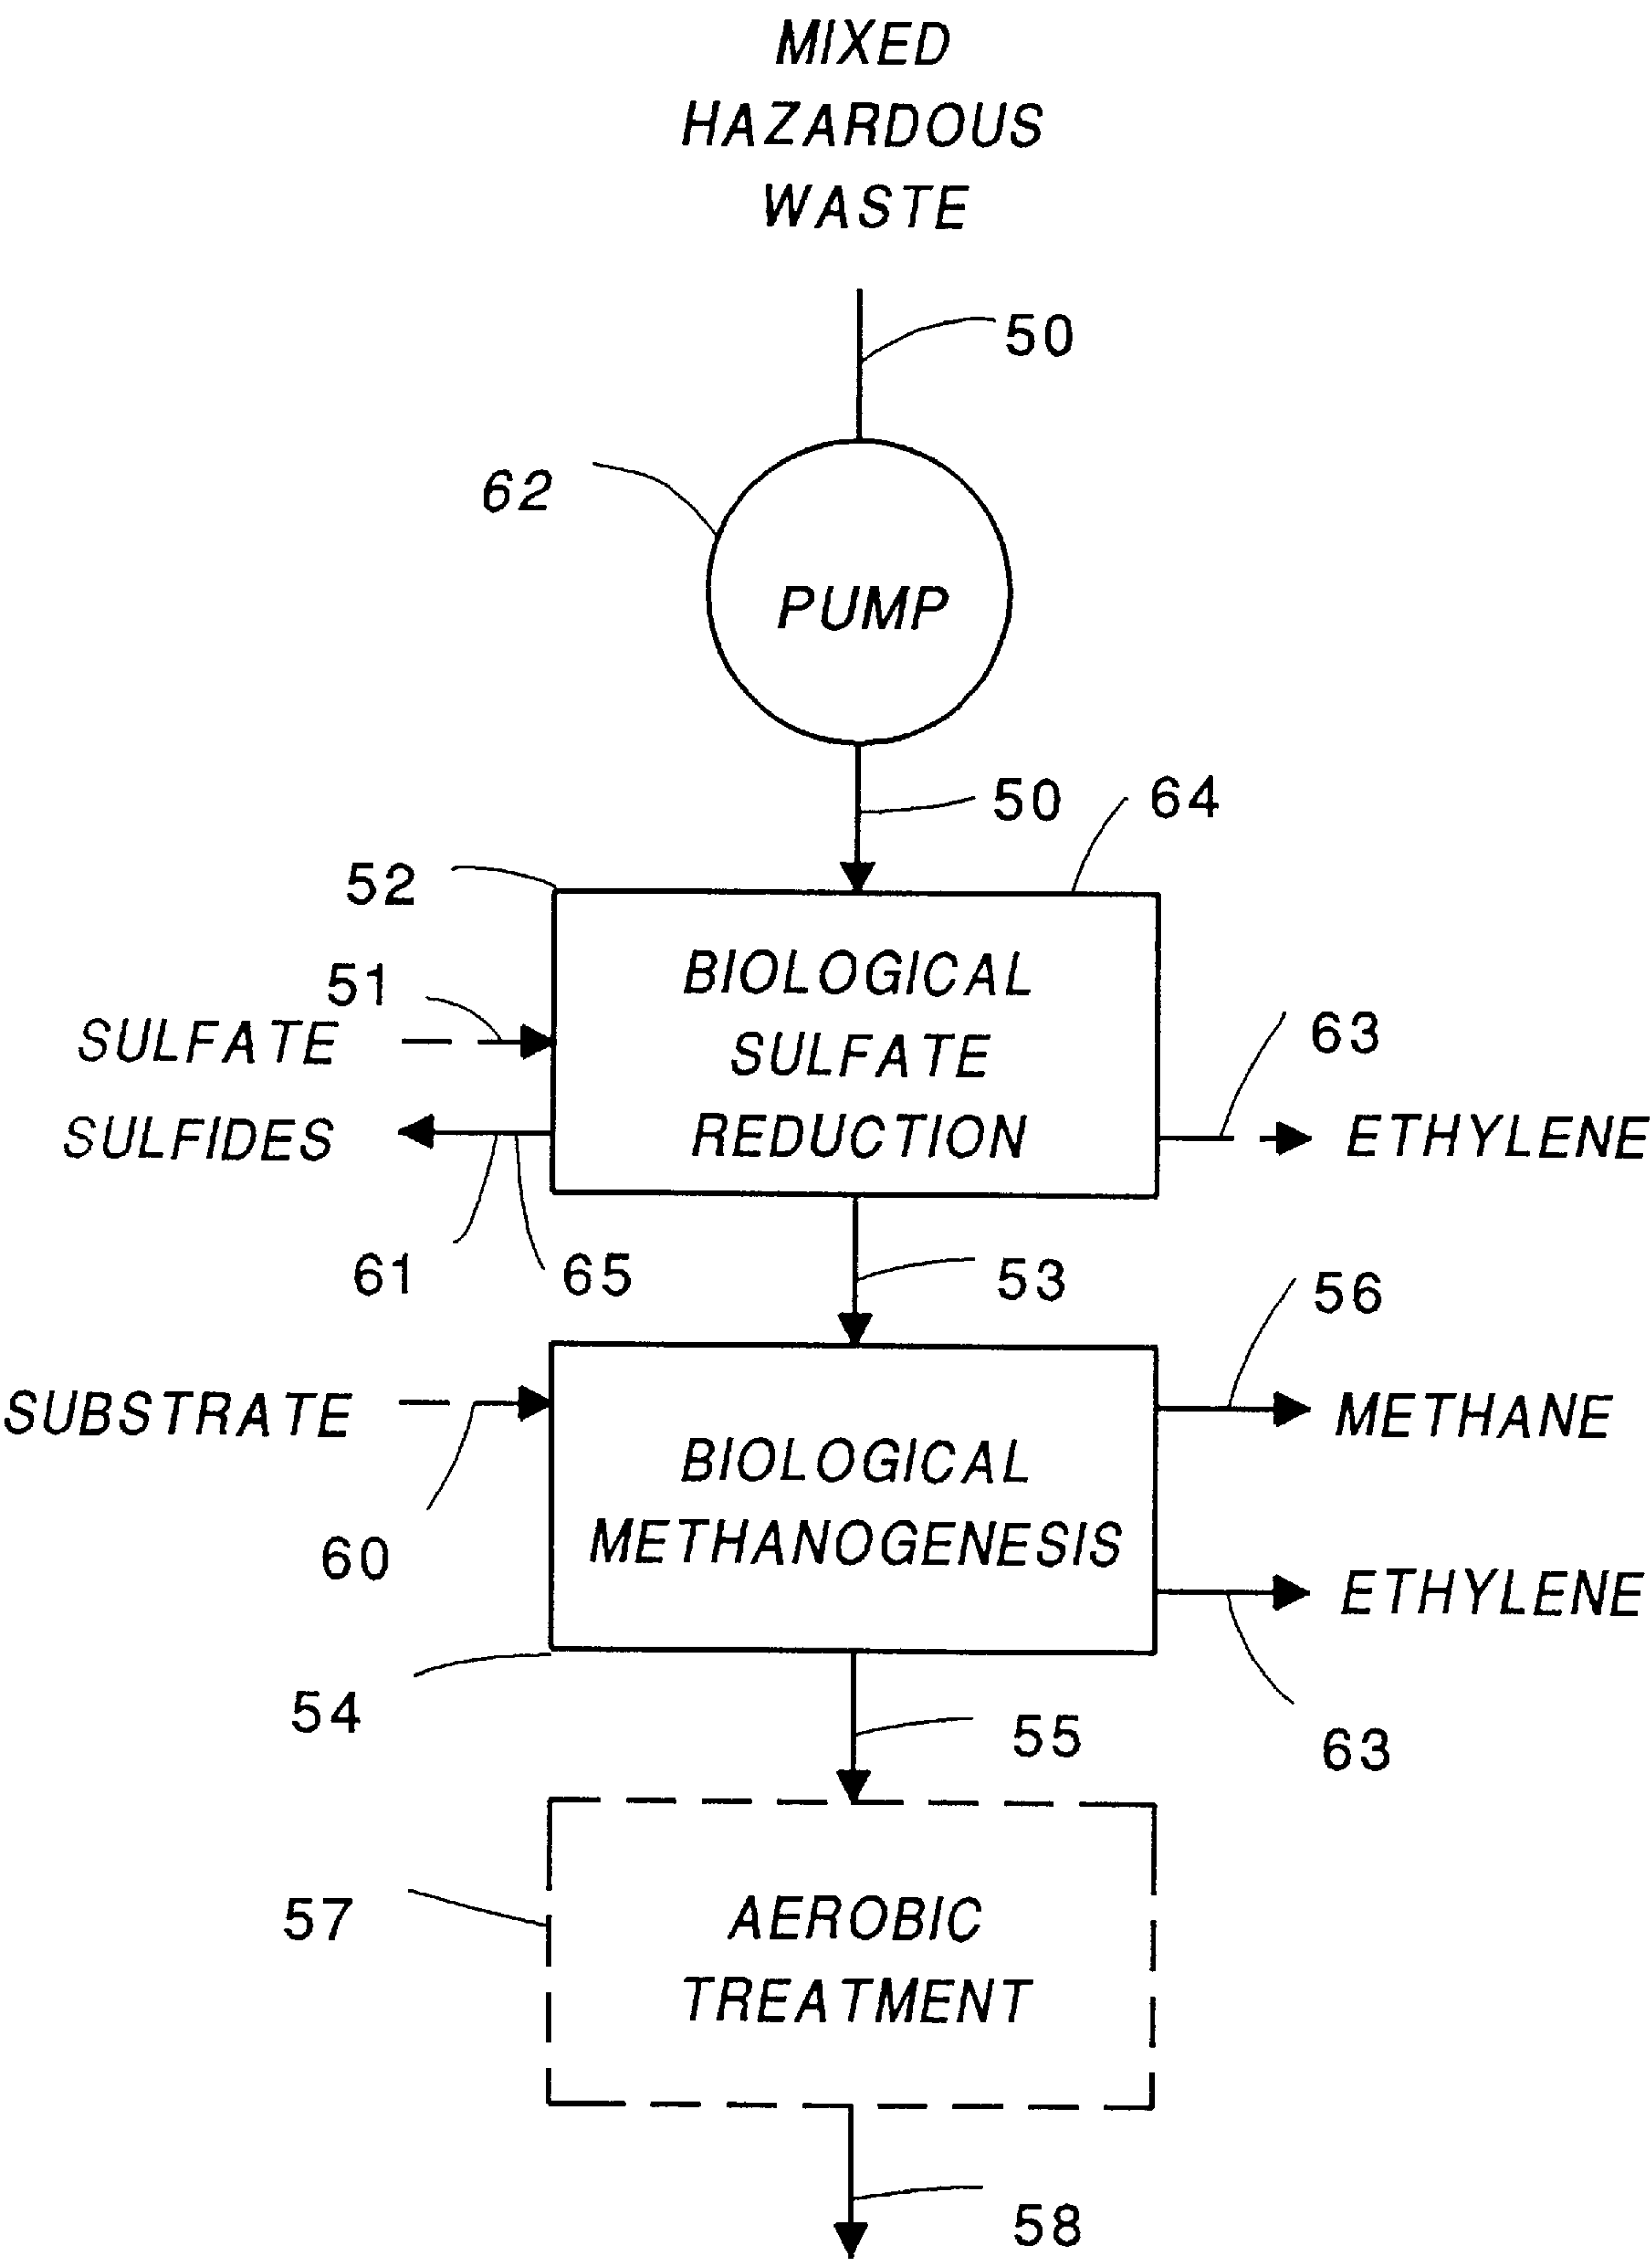 MIXED
HAZARDOUS
WASTE
50
62
PUMP
50
64
52
BIOLOGICAL
SULFATE
REDUCTION
51
SULFATE
SULFIDES
63
ETHYLENE
61
65
53
56
SUBSTRATE
METHANE
BIOLOGICAL
METHANOGENESIS
60
ETHYLENE
54
55
63
57
AEROBIC
TREATMENT
58